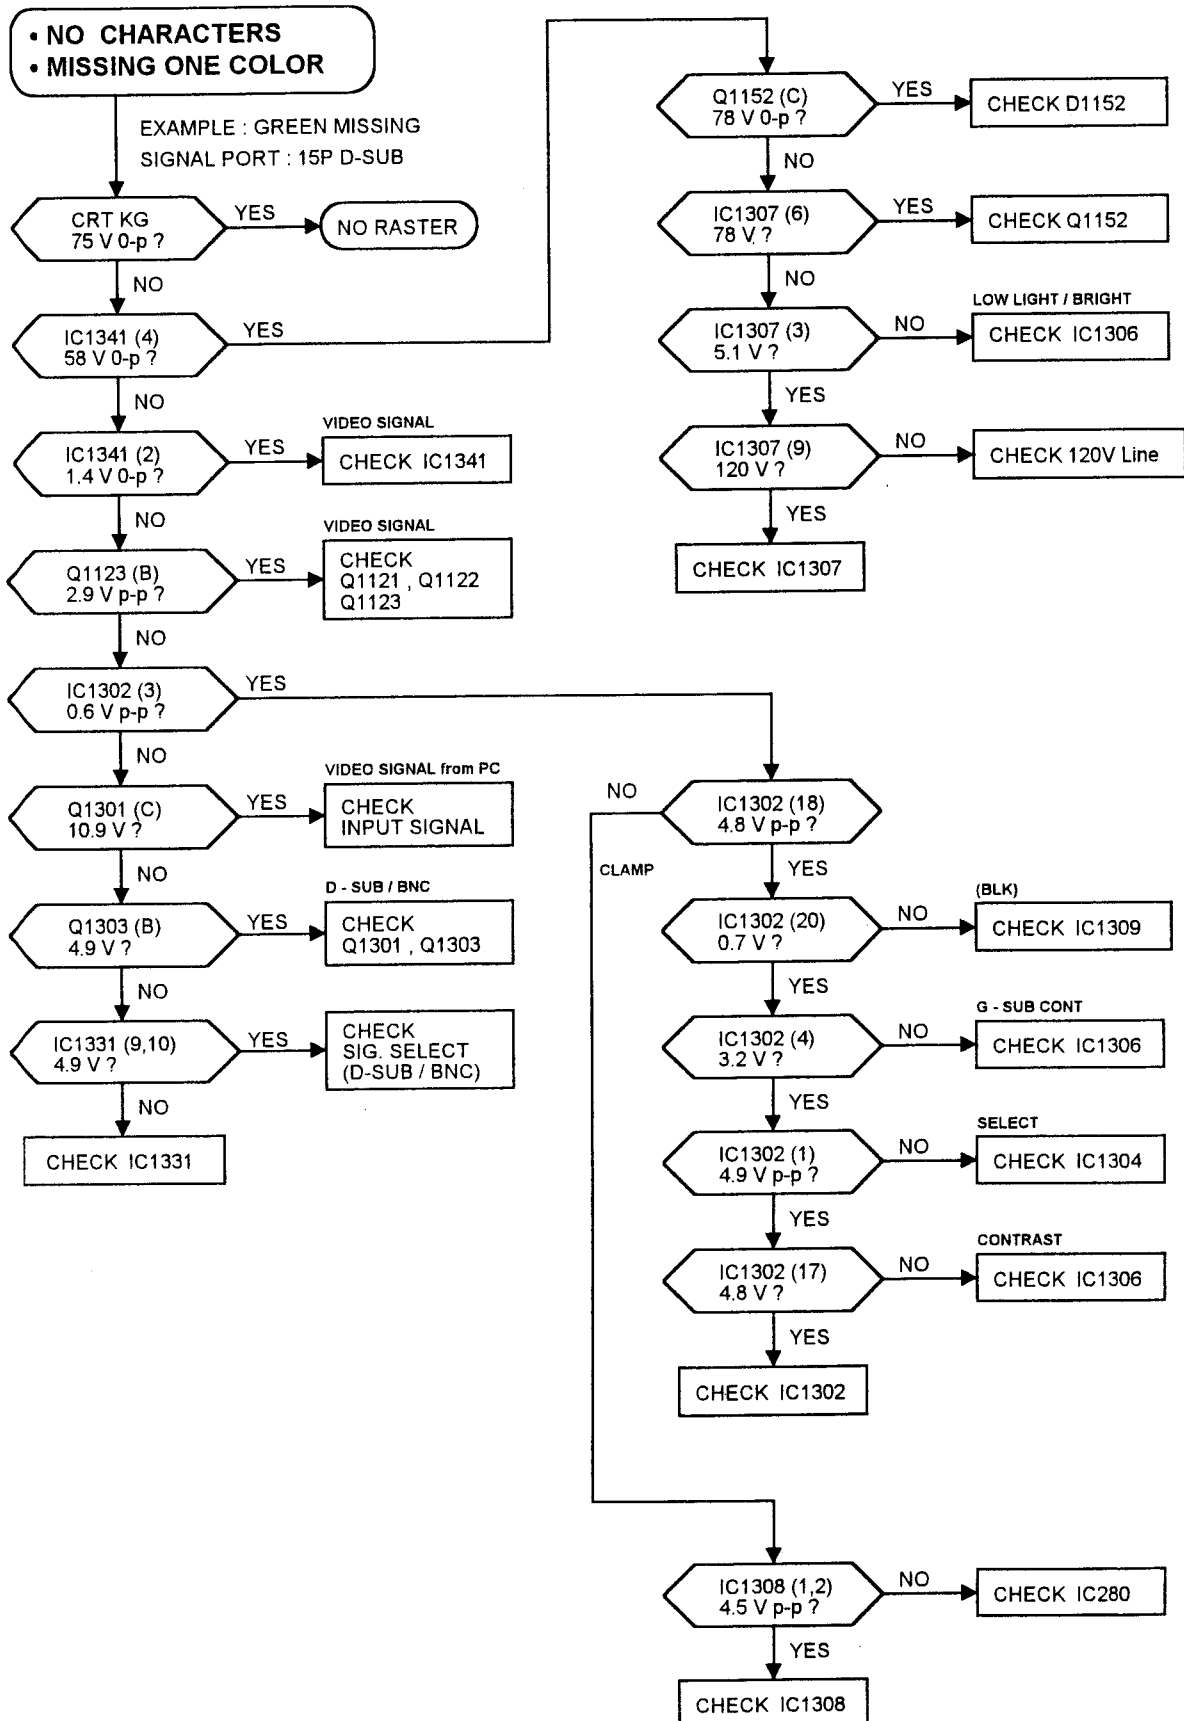 • NO CHARACTERS
• MISSING ONE COLOR
EXAMPLE : GREEN MISSING
SIGNAL PORT : 15P D-SUB
CRT KG
75 V 0-p ?
YES
NO RASTER
NO
IC1341 (4)
58 V 0-p ?
YES
NO
IC1341 (2)
1.4 V 0-p ?
YES
VIDEO SIGNAL
CHECK IC1341
NO
Q1123 (B)
2.9 V p-p ?
YES
VIDEO SIGNAL
CHECK
Q1121 , Q1122
Q1123
NO
IC1302 (3)
0.6 V p-p ?
YES
NO
Q1301 (C)
10.9 V ?
YES
VIDEO SIGNAL from PC
CHECK
INPUT SIGNAL
NO
Q1303 (B)
4.9 V ?
YES
D - SUB / BNC
CHECK
Q1301 , Q1303
NO
IC1331 (9,10)
4.9 V ?
YES
CHECK
SIG. SELECT
(D-SUB / BNC)
NO
CHECK IC1331
Q1152 (C)
78 V 0-p ?
YES
CHECK D1152
NO
IC1307 (6)
78 V ?
YES
CHECK Q1152
NO
IC1307 (3)
5.1 V ?
NO
LOW LIGHT / BRIGHT
CHECK IC1306
YES
IC1307 (9)
120 V ?
NO
CHECK 120V Line
YES
CHECK IC1307
NO
CLAMP
IC1302 (18)
4.8 V p-p ?
YES
IC1302 (20)
0.7 V ?
NO
(BLK)
CHECK IC1309
YES
IC1302 (4)
3.2 V ?
NO
G - SUB CONT
CHECK IC1306
YES
IC1302 (1)
4.9 V p-p ?
NO
SELECT
CHECK IC1304
YES
IC1302 (17)
4.8 V ?
NO
CONTRAST
CHECK IC1306
YES
CHECK IC1302
IC1308 (1,2)
4.5 V p-p ?
NO
CHECK IC280
YES
CHECK IC1308